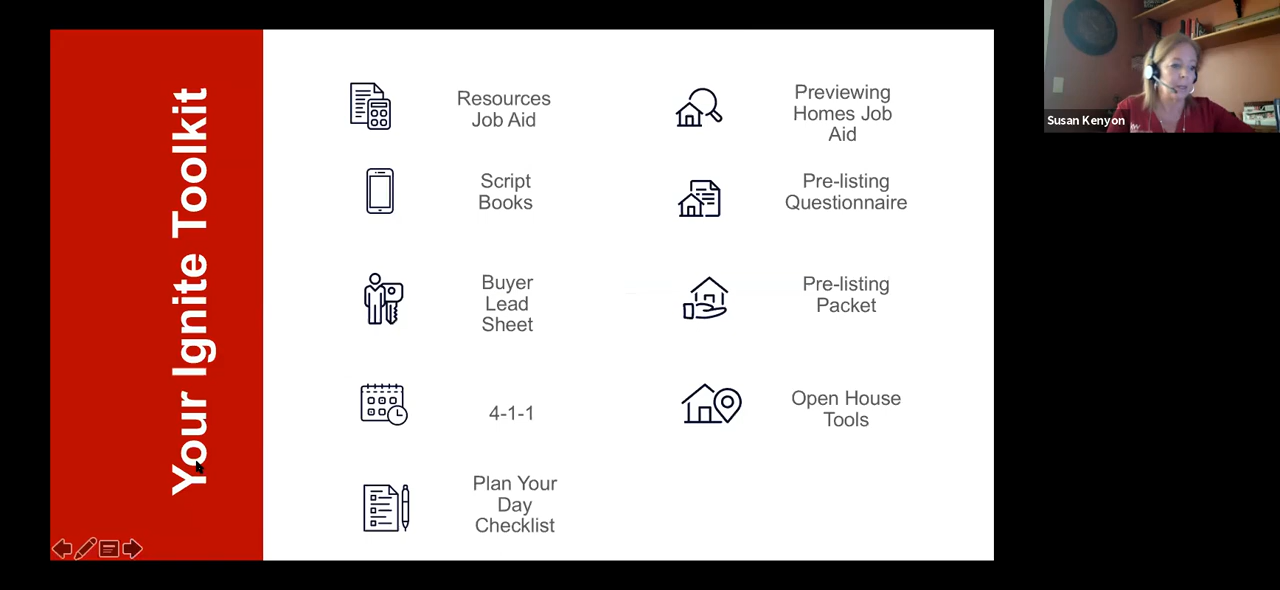 Your Ignite Toolkit
Resources
Job Aid
Script
Books
Buyer
Lead
Sheet
4-1-1
Plan Your
Day
Checklist
Previewing
Homes Job
Aid
Pre-listing
Questionnaire
Pre-listing
Packet
Open House
Tools
Susan Kenyon